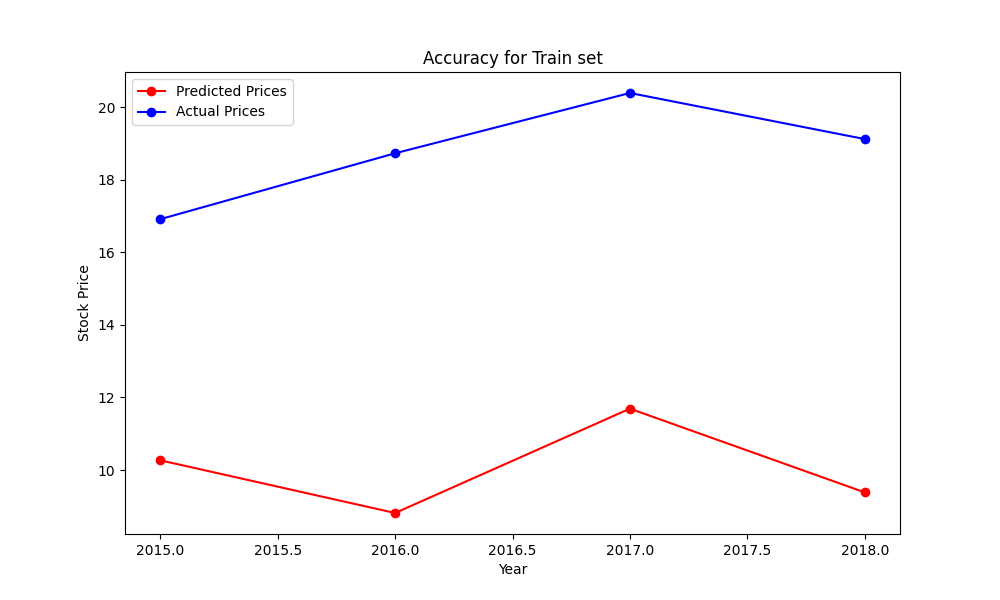 Accuracy for Train set
Predicted Prices
Actual Prices
20
18
16
14
12
10
Stock Price
2015.0 2015.5 2016.0 2016.5 2017.0 2017.5 2018.0
Year